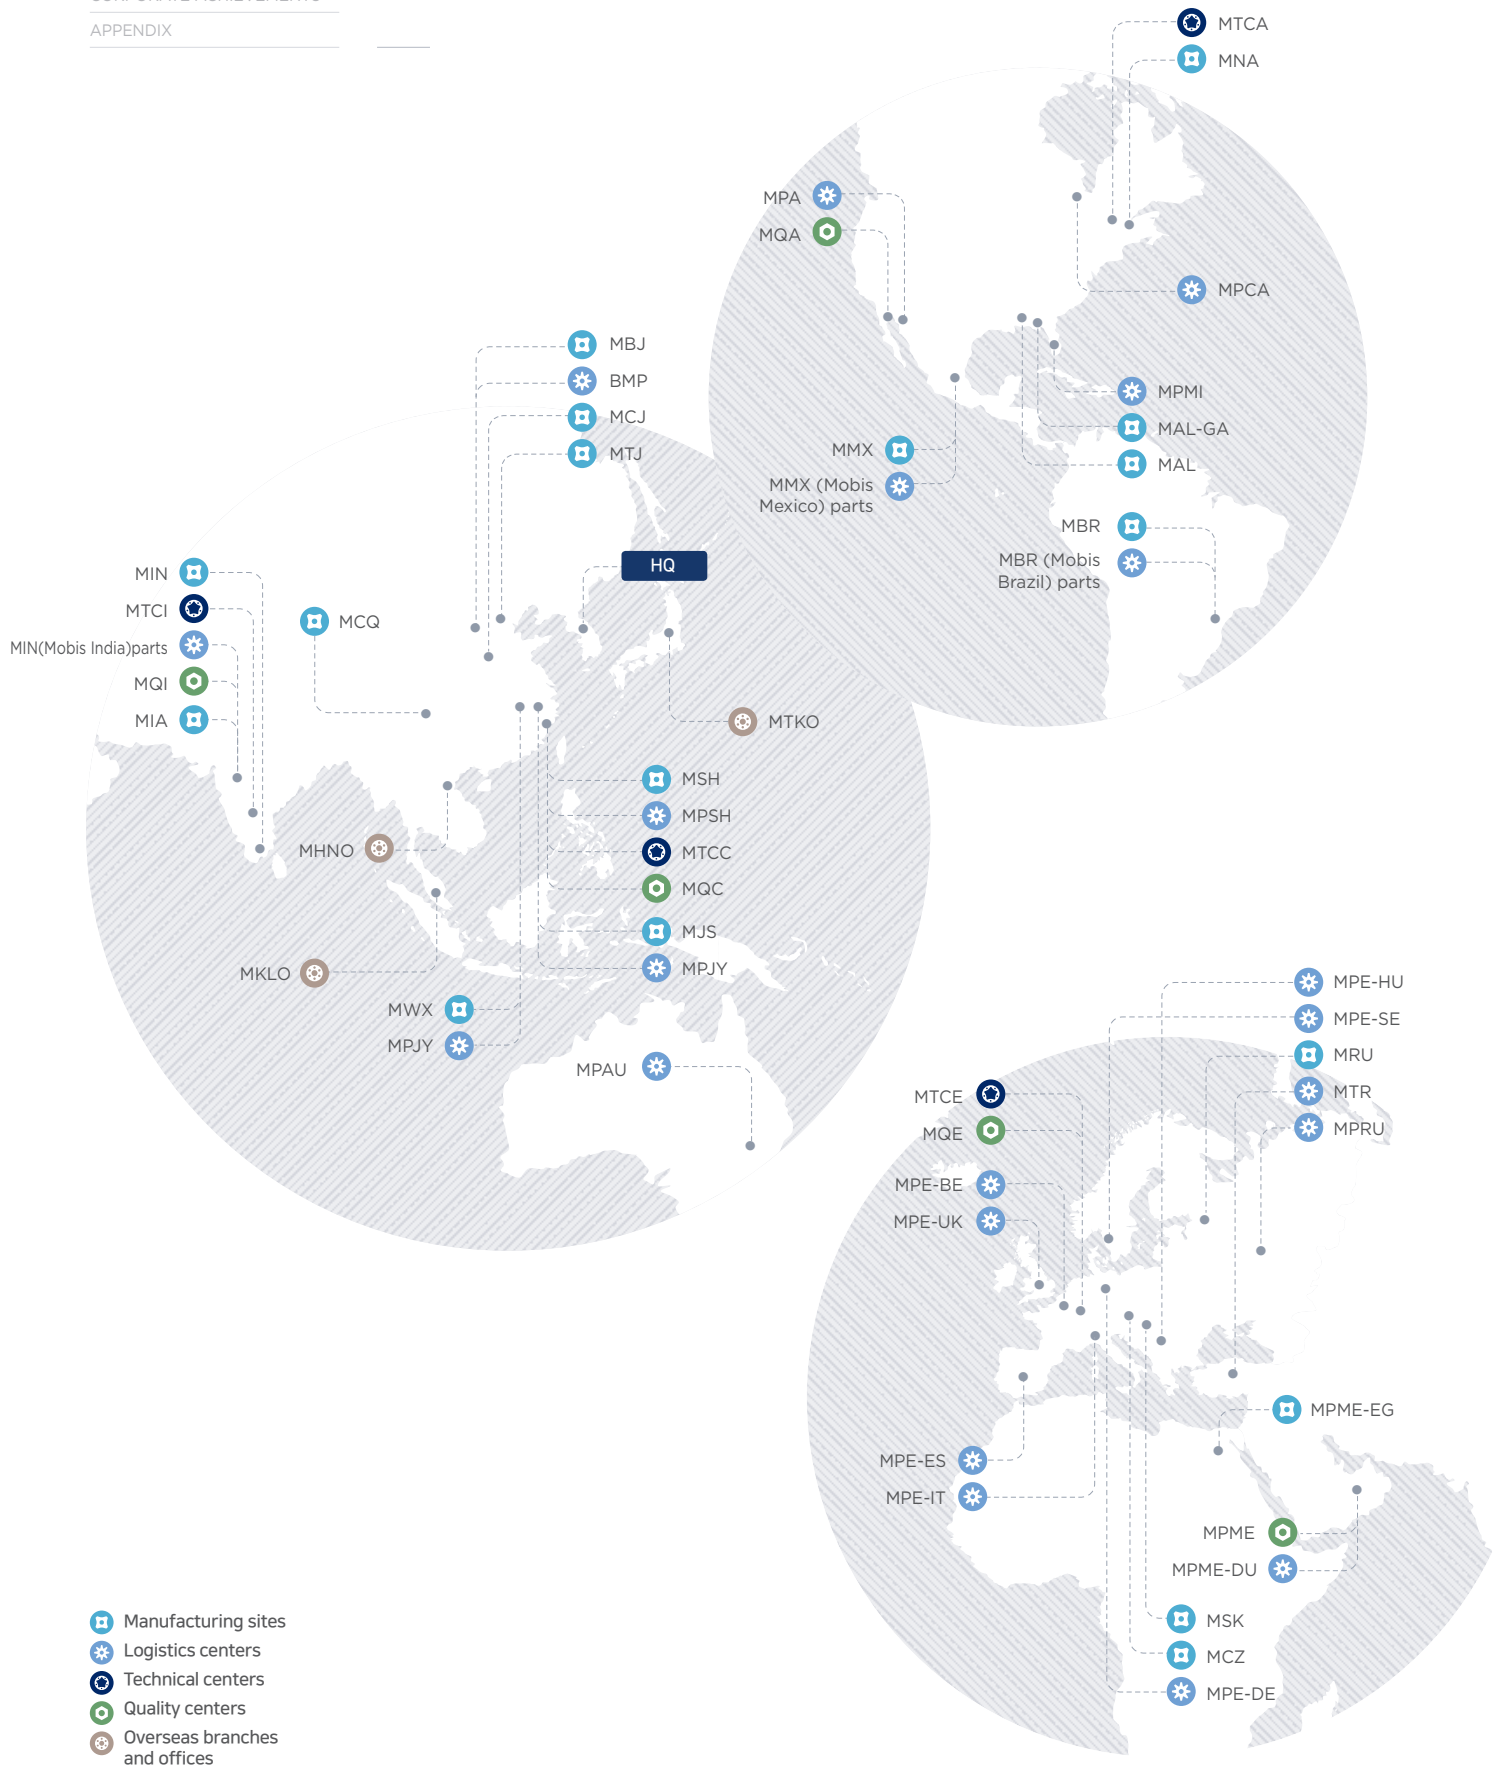 APPENDIX
MTCA
MNA
MPA
MQA
MPCA
MPMI
MAL-GA
MAL
MMX
MMX (Mobis
Mexico) parts
MBR
MBR (Mobis
Brazil) parts
MBJ
BMP
MCJ
MTJ
HQ
MIN
MTCI
MIN(Mobis India)parts
MQI
MIA
MCQ
MTKO
MSH
MPSH
MTCC
MQC
MJS
MPJY
MHNO
MKLO
MWX
MPJY
MPAU
MPE-HU
MPE-SE
MRU
MTR
MPRU
MTCE
MQE
MPE-BE
MPE-UK
MPME-EG
MPE-ES
MPE-IT
MPME
MPME-DU
MSK
MCZ
MPE-DE
Manufacturing sites
Logistics centers
Technical centers
Quality centers
Overseas branches
and offices